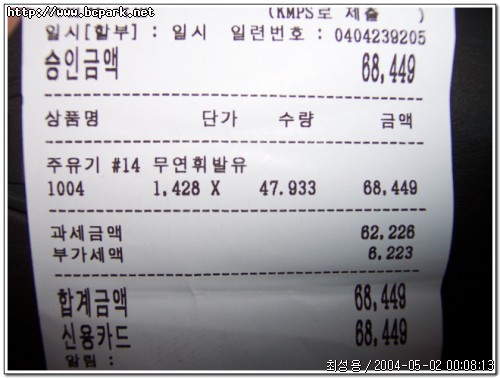 http://www.bcpark.net
(KMPS로 제출 )
일시[할부] : 일시 일련번호 : 0404239205
승인금액 68,449
상품명 단가 수량 금액
주유기 #14 무연휘발유
1004 1,428 X 47.933 68,449
과세금액 62,226
부가세액 6,223
합계금액 68,449
신용카드 68,449
알림 :
최성용 / 2004-05-02 00:08:13